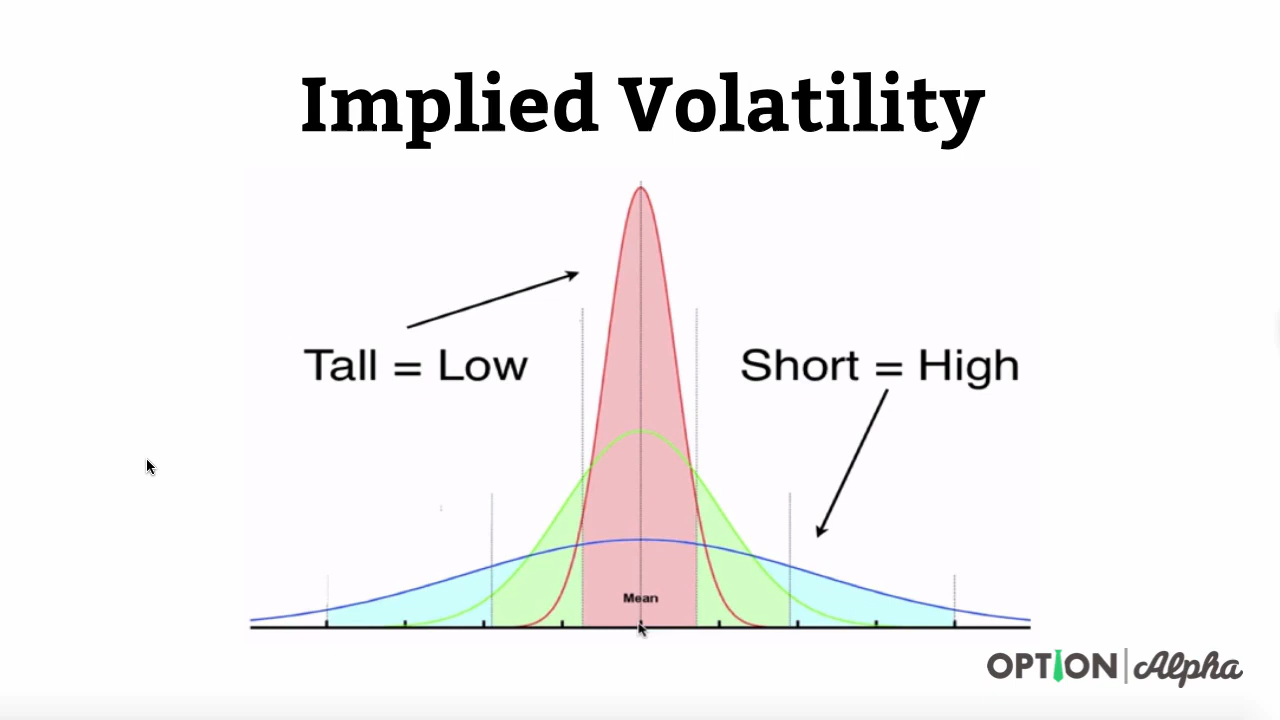 Implied Volatility
Tall = Low
Short = High
Mean
OPTION Alpha